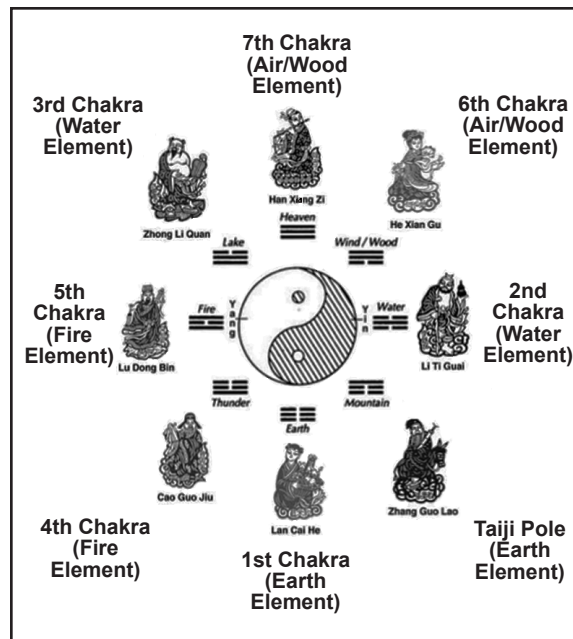 7th Chakra
(Air/Wood
Element)
3rd Chakra
(Water
Element)
6th Chakra
(Air/Wood
Element)
Han Xiang Zi
Zhong Li Quan
He Xian Gu
Heaven
Lake
Wind / Wood
5th
Chakra
(Fire
Element)
Lu Dong Bin
Fire
Yang
Yin
Water
Li Ti Guai
2nd
Chakra
(Water
Element)
Thunder
Earth
Mountain
Cao Guo Jiu
Lan Cai He
Zhang Guo Lao
4th Chakra
(Fire
Element)
1st Chakra
(Earth
Element)
Taiji Pole
(Earth
Element)